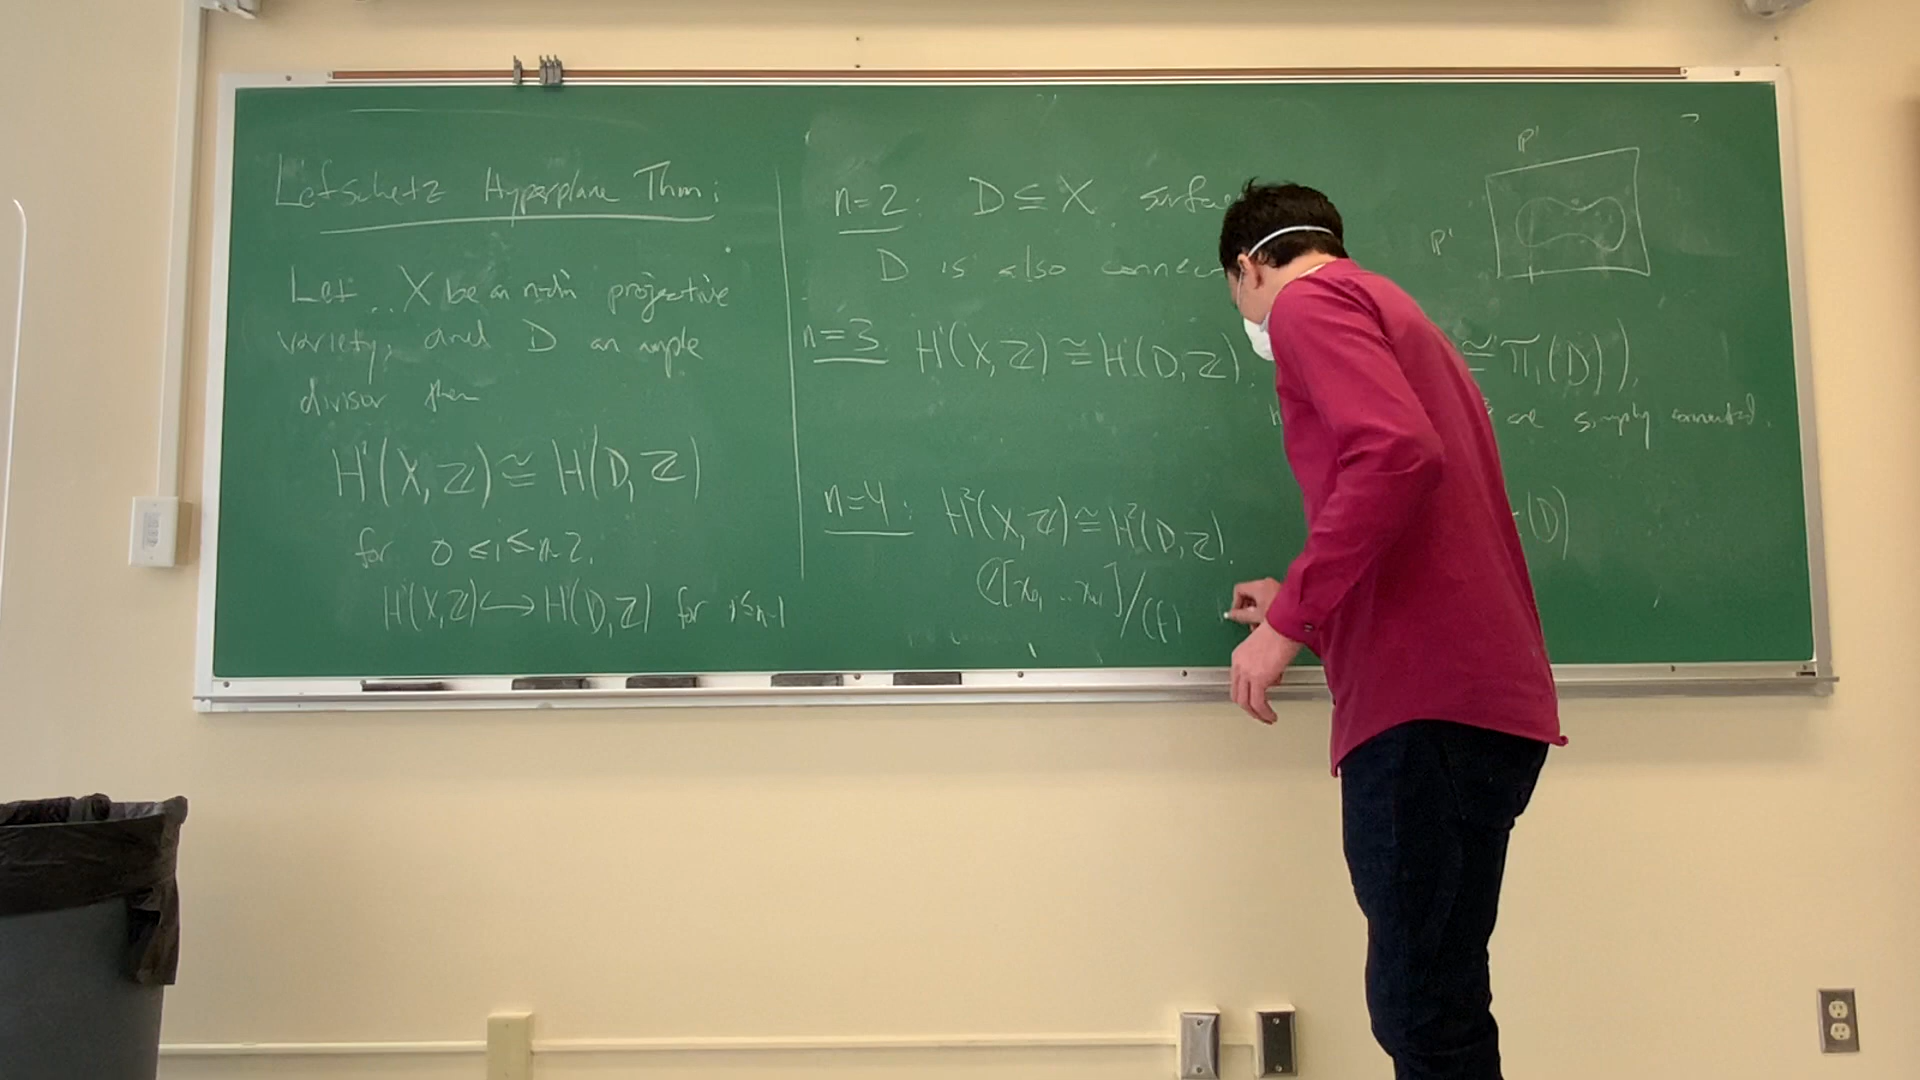 Lefschetz Hyperplane Thm:
Let X be an n-dim projective
variety, and D an ample
divisor then
H^i(X, Z) ≅ H^i(D, Z)
for 0 ≤ i ≤ n-2.
H^i(X,Z) ↪ H^i(D,Z) for i≤n-1
n=2: D ⊆ X surface
D is also connec
P^1
P^1
n=3 H^1(X,Z) ≅ H^1(D,Z). ≅ π_1(D)).
are simply connected.
n=4: H^2(X,Z) ≅ H^2(D,Z). (D)
C[x_0, ... x_4]/(f)